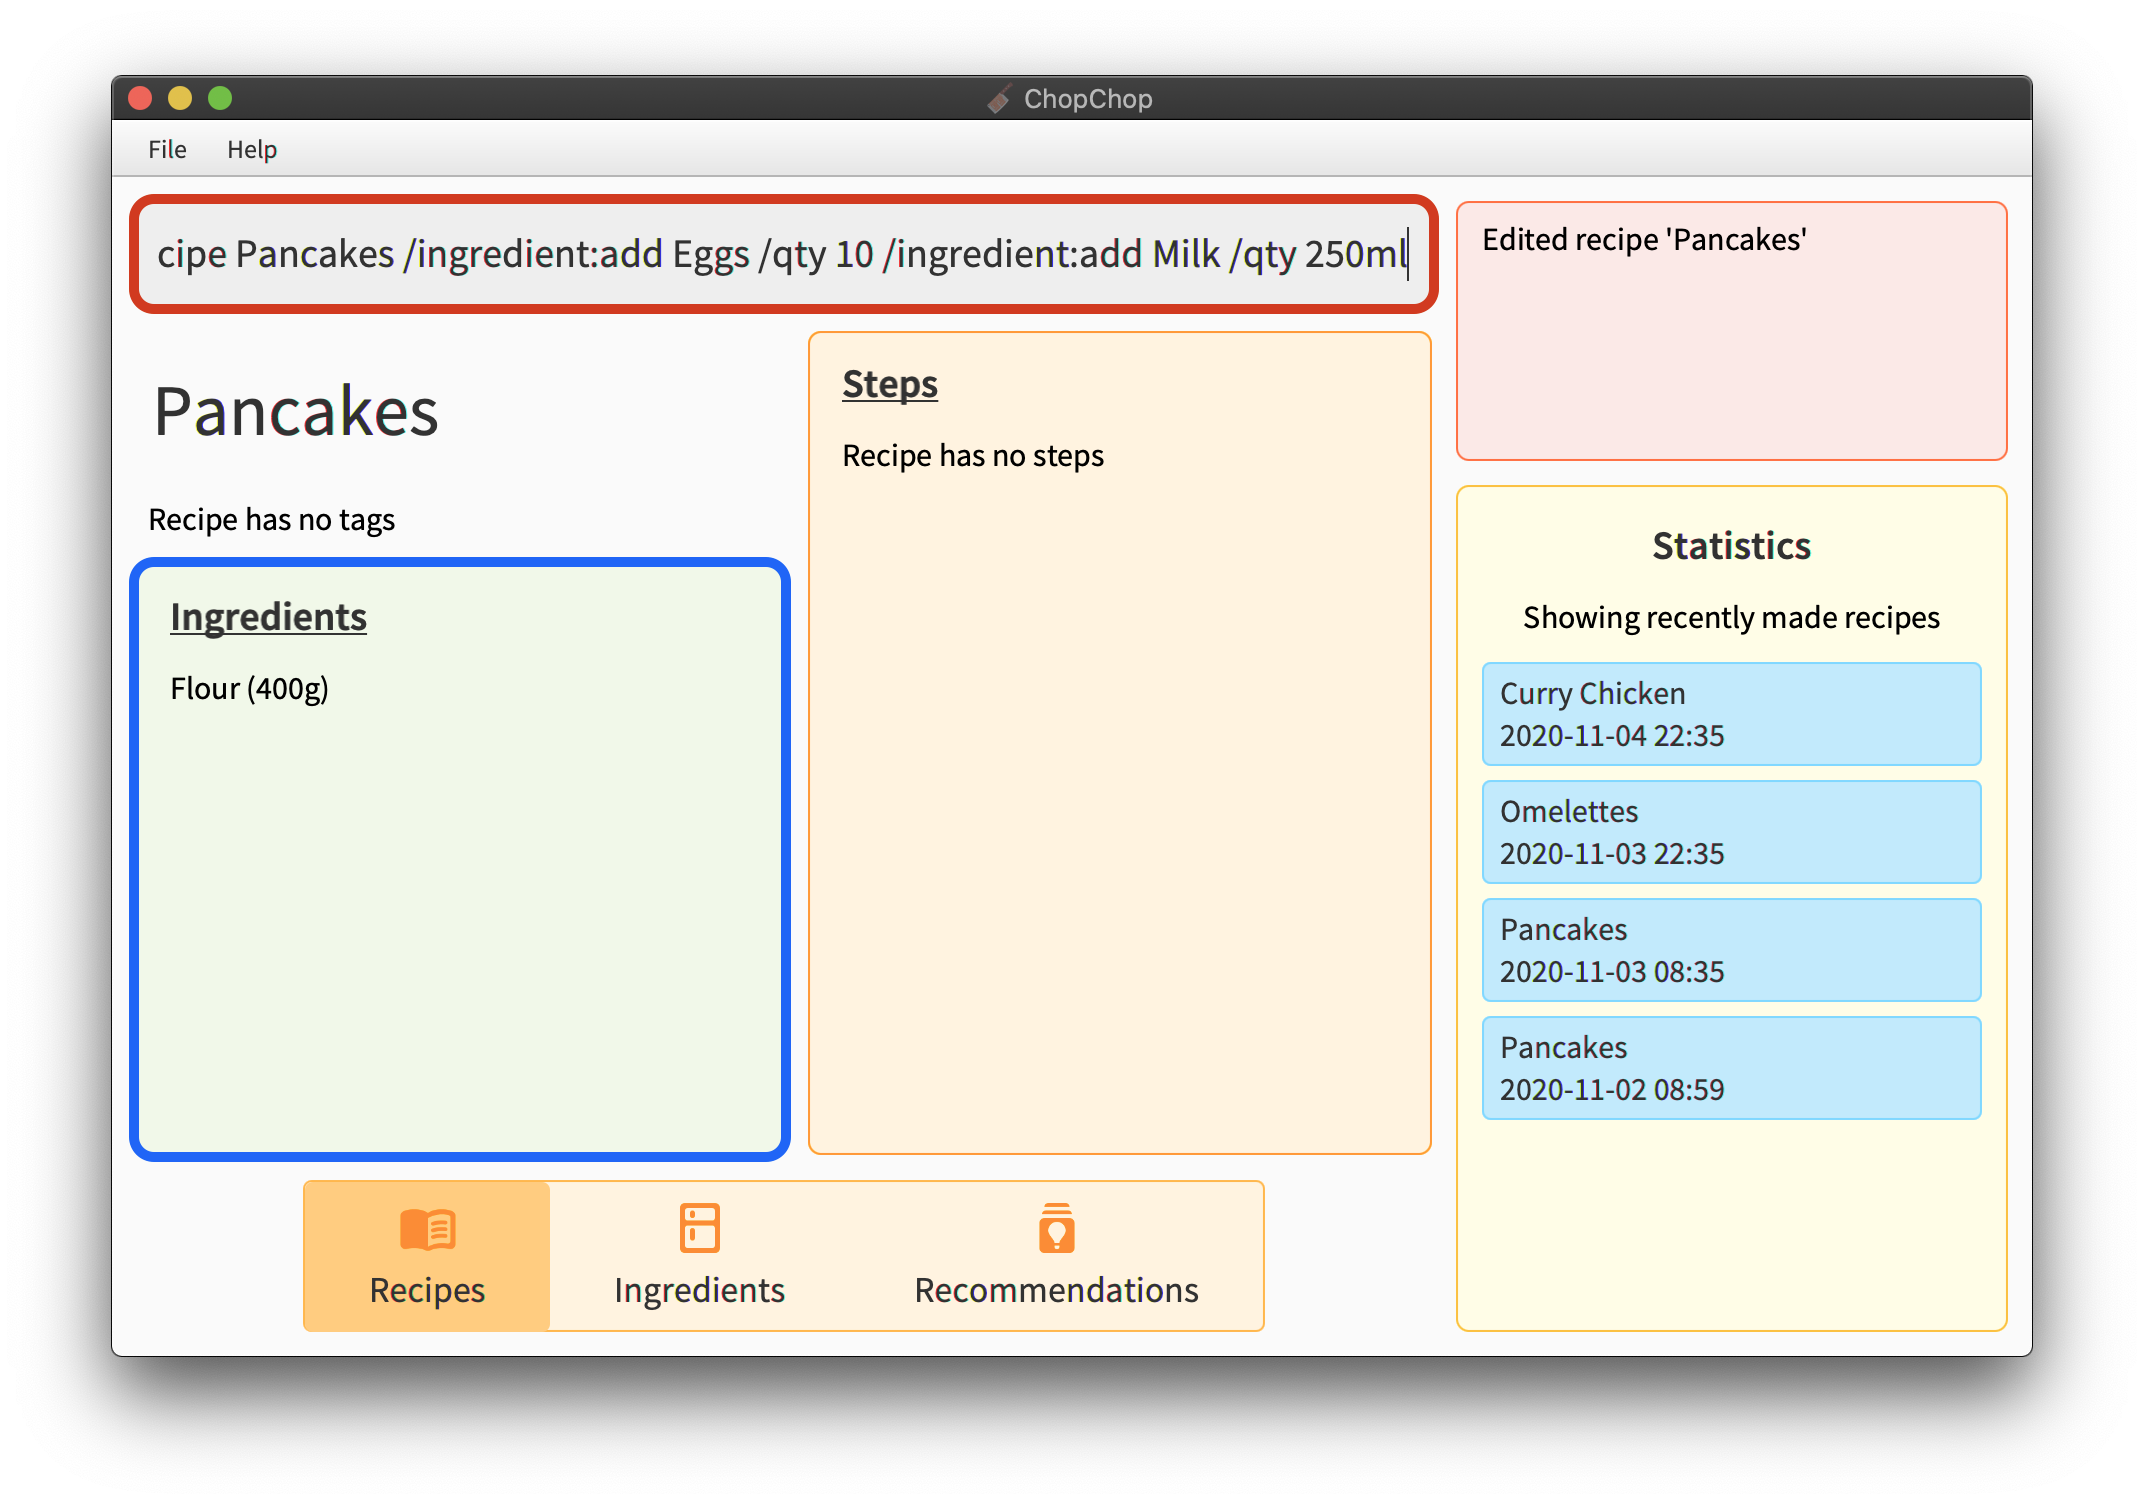 ChopChop
File Help
cipe Pancakes /ingredient:add Eggs /qty 10 /ingredient:add Milk /qty 250ml
Pancakes
Recipe has no tags
Ingredients
Flour (400g)
Steps
Recipe has no steps
Edited recipe 'Pancakes'
Statistics
Showing recently made recipes
Curry Chicken
2020-11-04 22:35
Omelettes
2020-11-03 22:35
Pancakes
2020-11-03 08:35
Pancakes
2020-11-02 08:59
Recipes Ingredients Recommendations